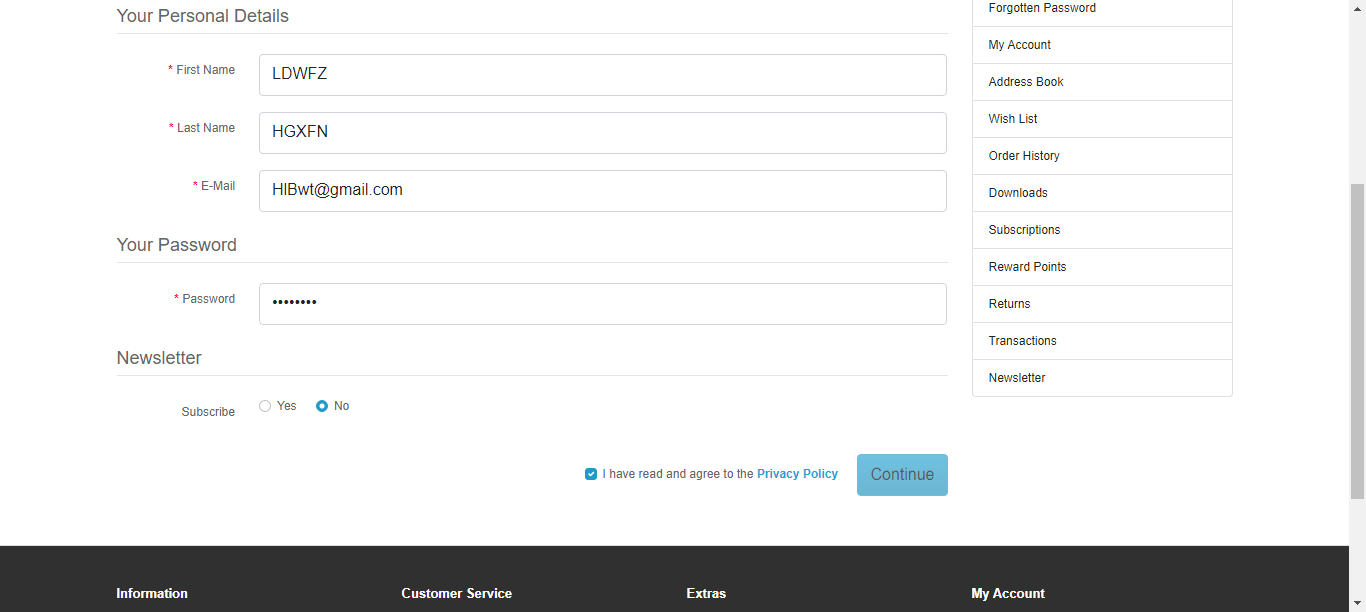 Your Personal Details
* First Name
LDWFZ
* Last Name
HGXFN
* E-Mail
HlBwt@gmail.com
Your Password
* Password
••••••••
Newsletter
Subscribe
Yes
No
I have read and agree to the Privacy Policy
Continue
Forgotten Password
My Account
Address Book
Wish List
Order History
Downloads
Subscriptions
Reward Points
Returns
Transactions
Newsletter
Information
Customer Service
Extras
My Account